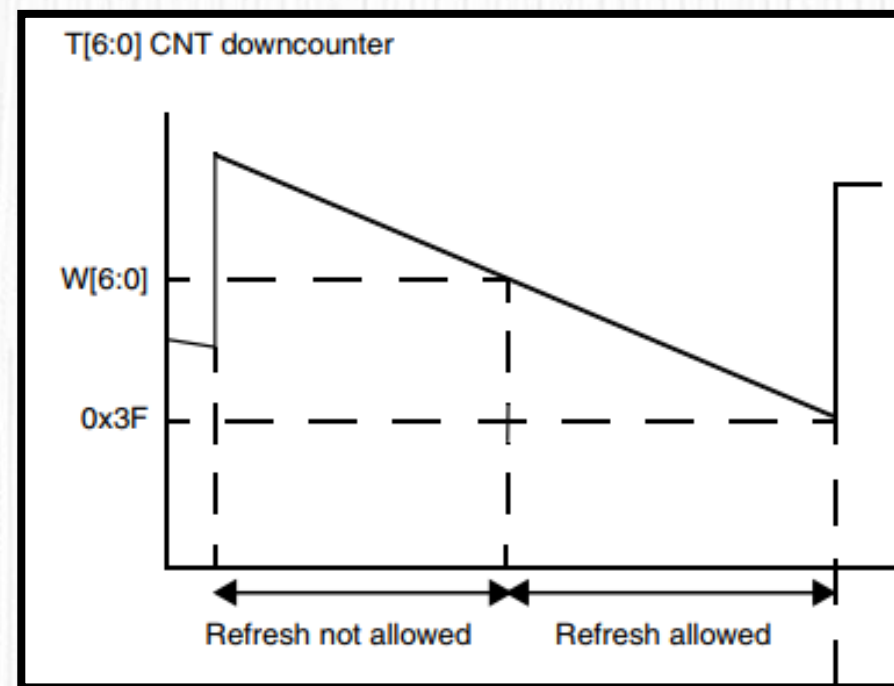 T[6:0] CNT downcounter
W[6:0]
0x3F
Refresh not allowed
Refresh allowed